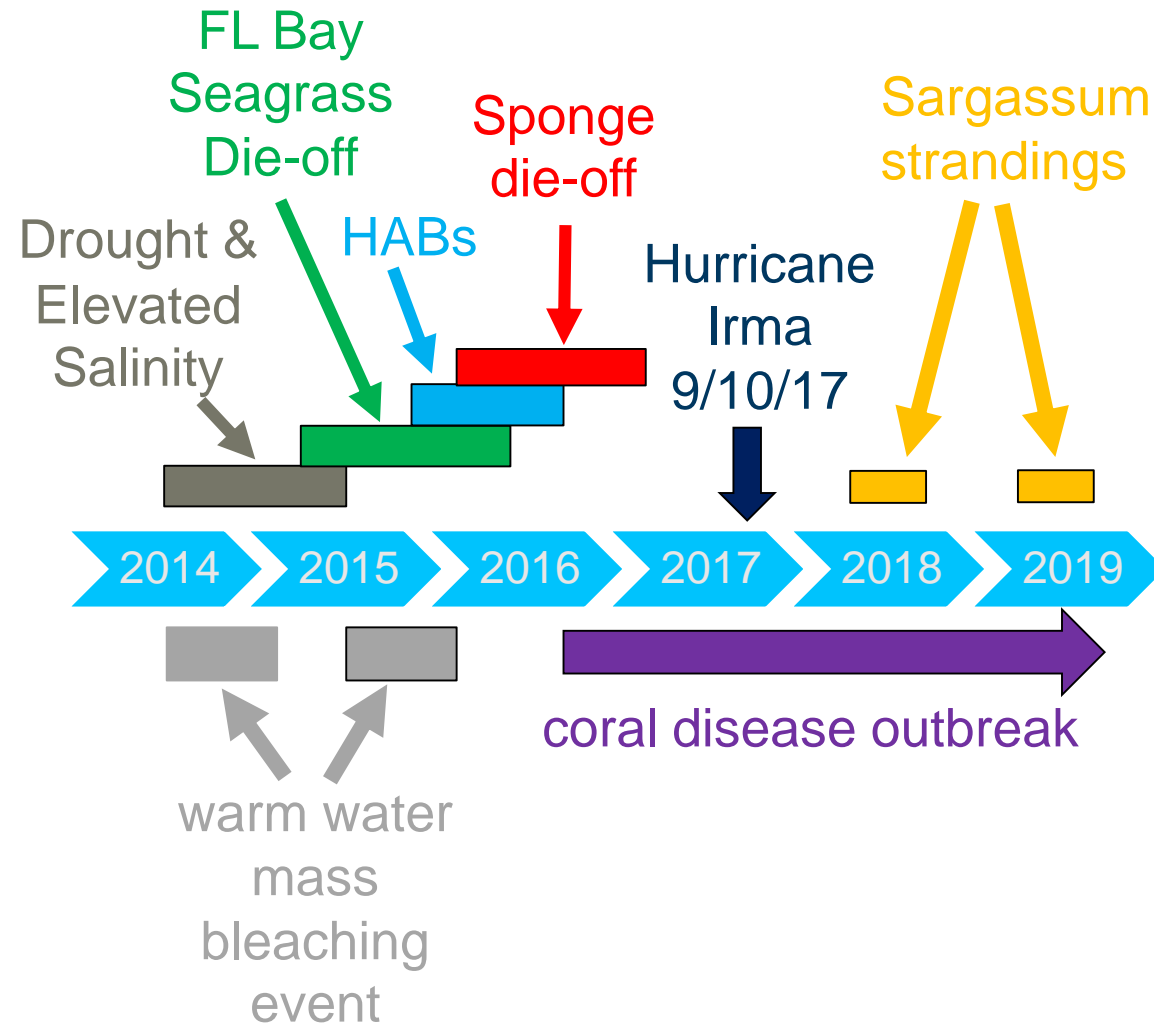 FL Bay
Seagrass
Die-off
Sponge
die-off
Sargassum
strandings
Drought &
Elevated
Salinity
HABs
Hurricane
Irma
9/10/17
2014
2015
2016
2017
2018
2019
coral disease outbreak
warm water
mass
bleaching
event